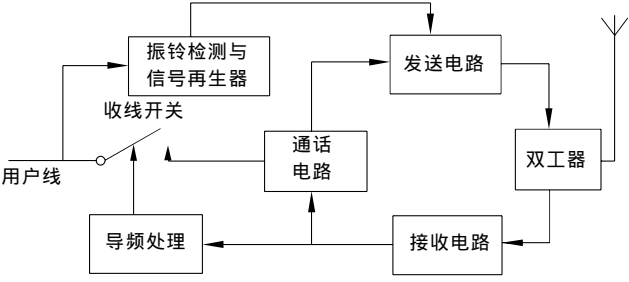 振铃检测与
信号再生器
发送电路
收线开关
通话
电路
双工器
用户线
导频处理
接收电路